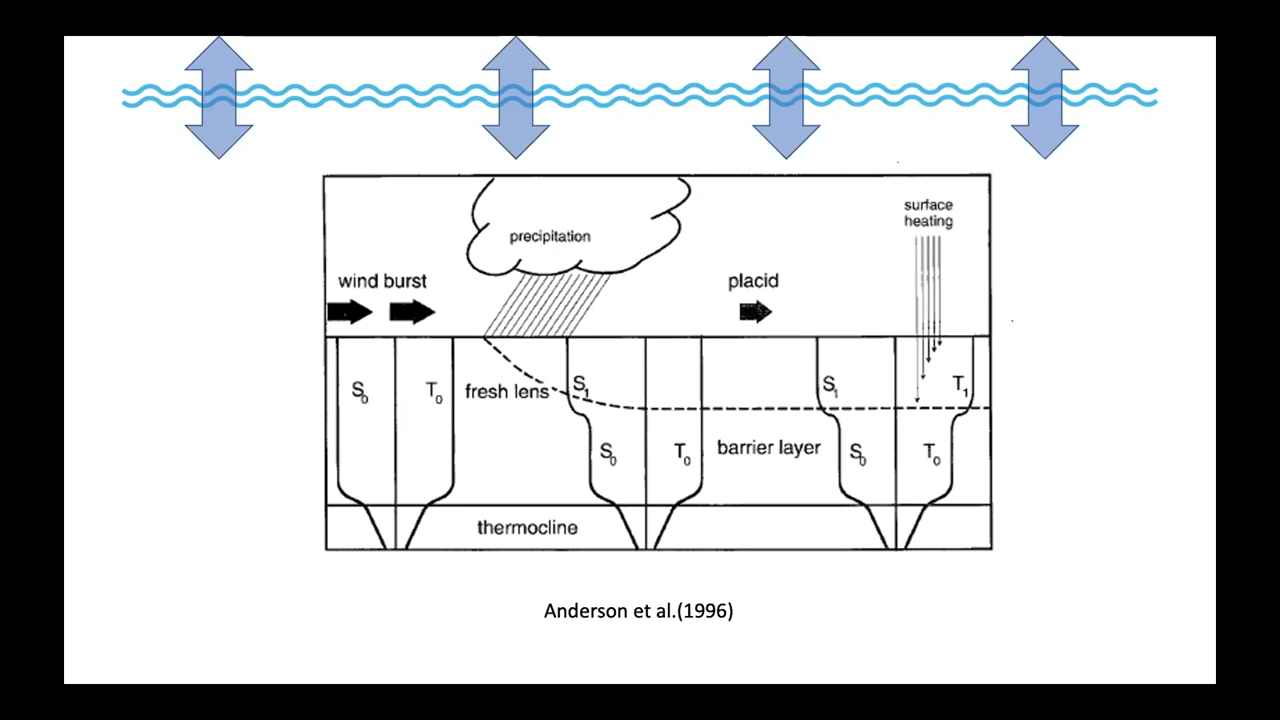 surface
heating
precipitation
wind burst
placid
S0
T0
fresh lens
S1
S1
T1
S0
T0
barrier layer
S0
T0
thermocline
Anderson et al.(1996)